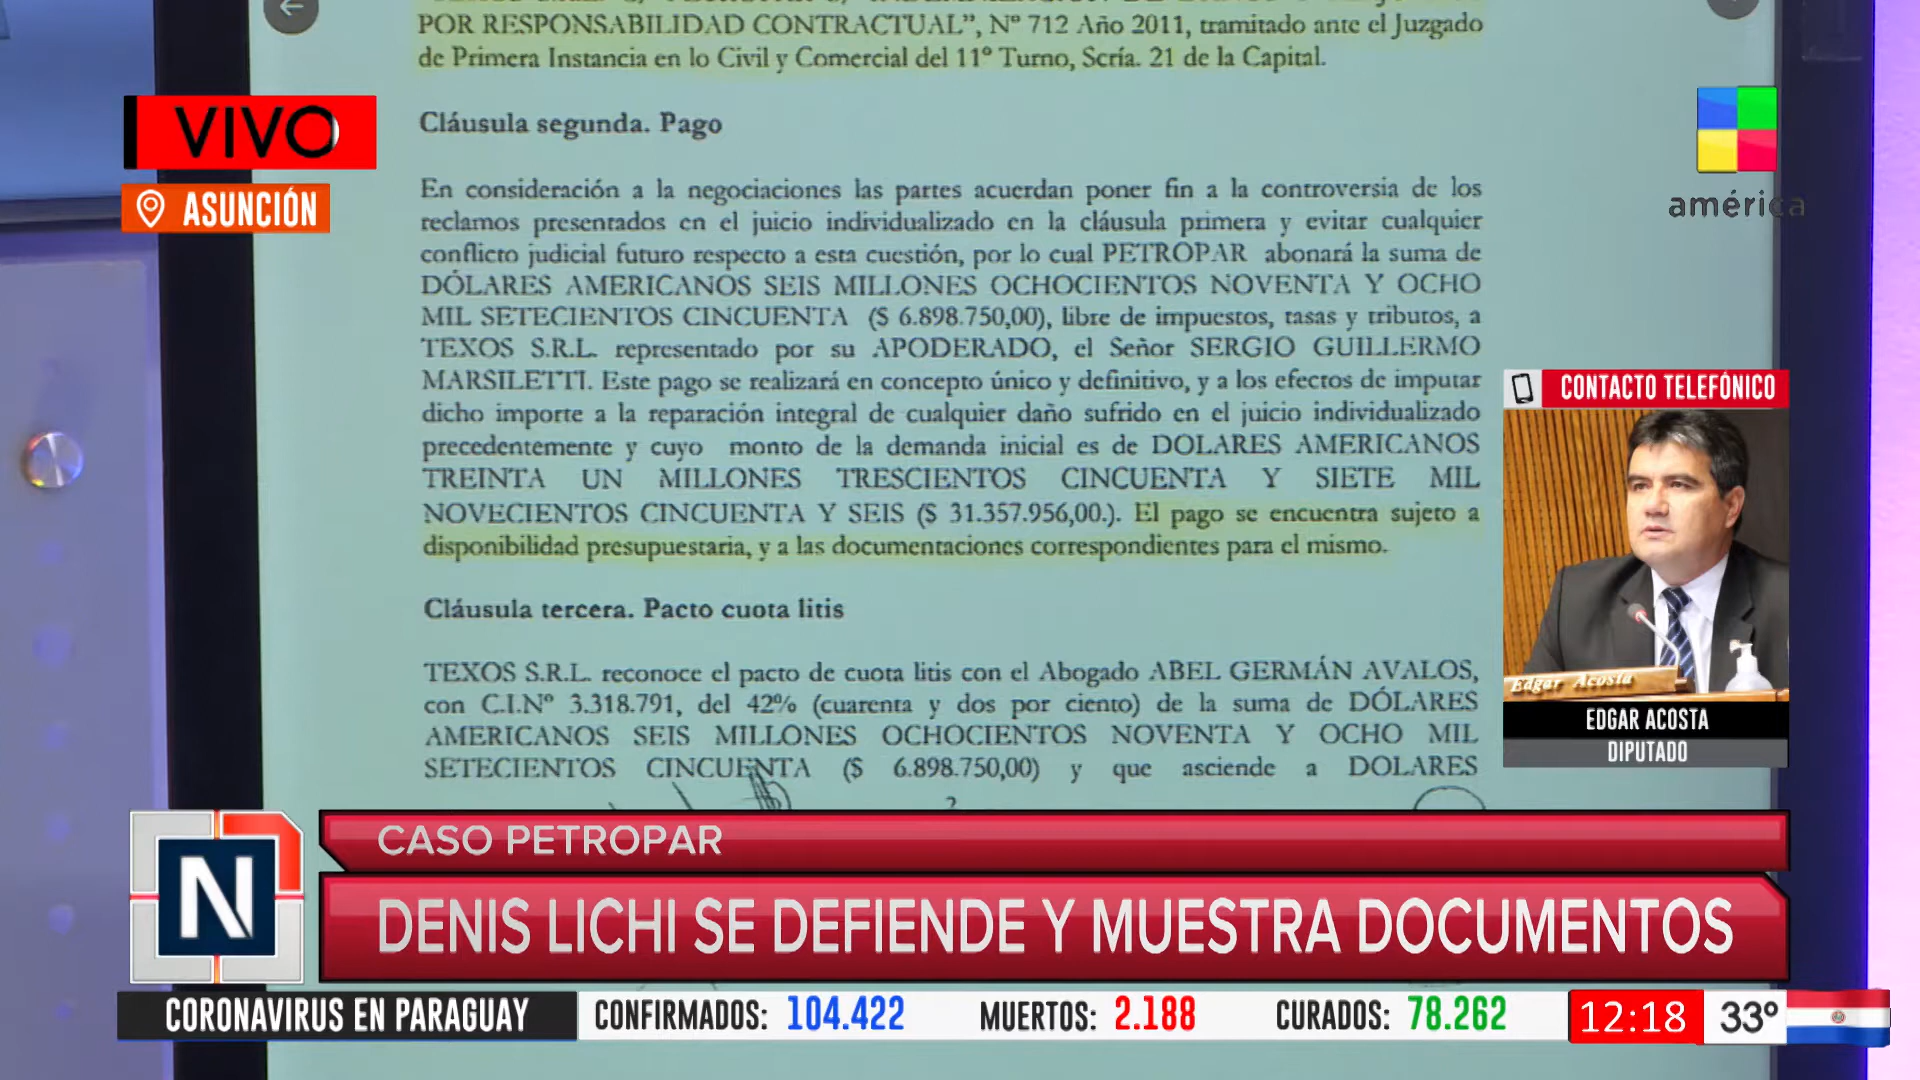 POR RESPONSABILIDAD CONTRACTUAL”, Nº 712 Año 2011, tramitado ante el Juzgado
de Primera Instancia en lo Civil y Comercial del 11º Turno, Scría. 21 de la Capital.
VIVO
ASUNCIÓN
américa
Cláusula segunda. Pago
En consideración a la negociaciones las partes acuerdan poner fin a la controversia de los
reclamos presentados en el juicio individualizado en la cláusula primera y evitar cualquier
conflicto judicial futuro respecto a esta cuestión, por lo cual PETROPAR abonará la suma de
DÓLARES AMERICANOS SEIS MILLONES OCHOCIENTOS NOVENTA Y OCHO
MIL SETECIENTOS CINCUENTA ($ 6.898.750,00), libre de impuestos, tasas y tributos, a
TEXOS S.R.L. representado por su APODERADO, el Señor SERGIO GUILLERMO
MARSILETTI. Este pago se realizará en concepto único y definitivo, y a los efectos de imputar
dicho importe a la reparación integral de cualquier daño sufrido en el juicio individualizado
precedentemente y cuyo monto de la demanda inicial es de DOLARES AMERICANOS
TREINTA UN MILLONES TRESCIENTOS CINCUENTA Y SIETE MIL
NOVECIENTOS CINCUENTA Y SEIS ($ 31.357.956,00.). El pago se encuentra sujeto a
disponibilidad presupuestaria, y a las documentaciones correspondientes para el mismo.
Cláusula tercera. Pacto cuota litis
TEXOS S.R.L. reconoce el pacto de cuota litis con el Abogado ABEL GERMÁN AVALOS,
con C.I.Nº 3.318.791, del 42% (cuarenta y dos por ciento) de la suma de DÓLARES
AMERICANOS SEIS MILLONES OCHOCIENTOS NOVENTA Y OCHO MIL
SETECIENTOS CINCUENTA ($ 6.898.750,00) y que asciende a DOLARES
CONTACTO TELEFÓNICO
Edgar Acosta
EDGAR ACOSTA
DIPUTADO
N
CASO PETROPAR
DENIS LICHI SE DEFIENDE Y MUESTRA DOCUMENTOS
CORONAVIRUS EN PARAGUAY
CONFIRMADOS: 104.422 MUERTOS: 2.188 CURADOS: 78.262
12:18 33º